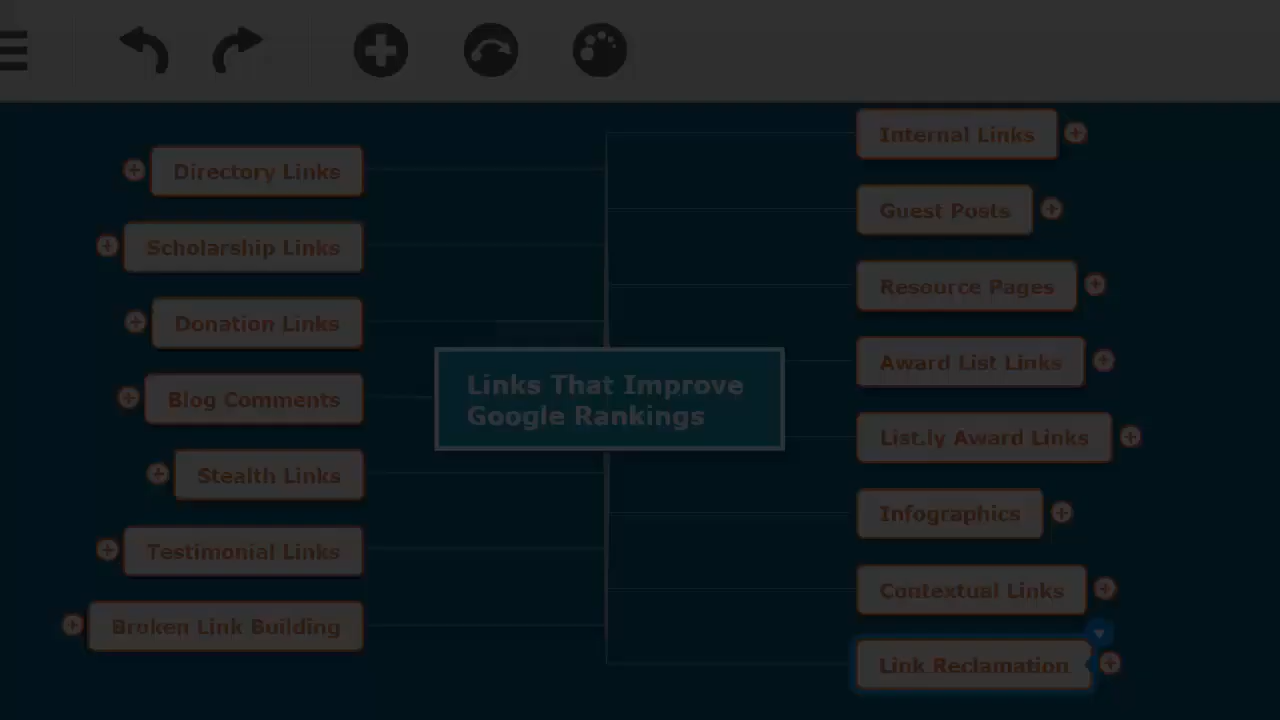 Directory Links
Scholarship Links
Donation Links
Blog Comments
Stealth Links
Testimonial Links
Broken Link Building
Links That Improve
Google Rankings
Internal Links
Guest Posts
Resource Pages
Award List Links
List.ly Award Links
Infographics
Contextual Links
Link Reclamation